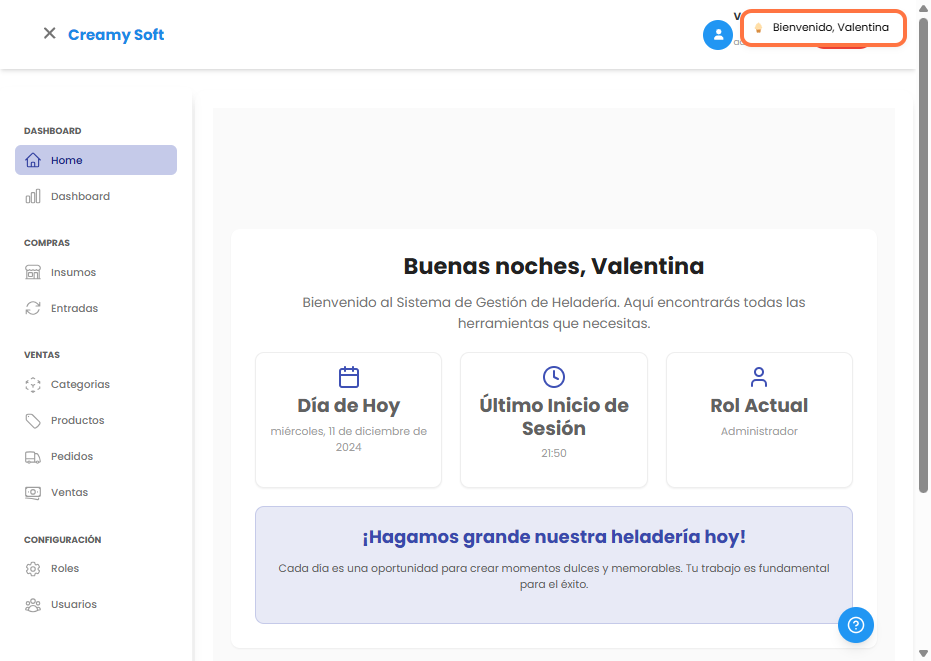 Creamy Soft
Bienvenido, Valentina
DASHBOARD
Home
Dashboard
COMPRAS
Insumos
Entradas
VENTAS
Categorias
Productos
Pedidos
Ventas
CONFIGURACIÓN
Roles
Usuarios
Buenas noches, Valentina
Bienvenido al Sistema de Gestión de Heladería. Aquí encontrarás todas las
herramientas que necesitas.
Día de Hoy
miércoles, 11 de diciembre de
2024
Último Inicio de
Sesión
21:50
Rol Actual
Administrador
¡Hagamos grande nuestra heladería hoy!
Cada día es una oportunidad para crear momentos dulces y memorables. Tu trabajo es fundamental
para el éxito.